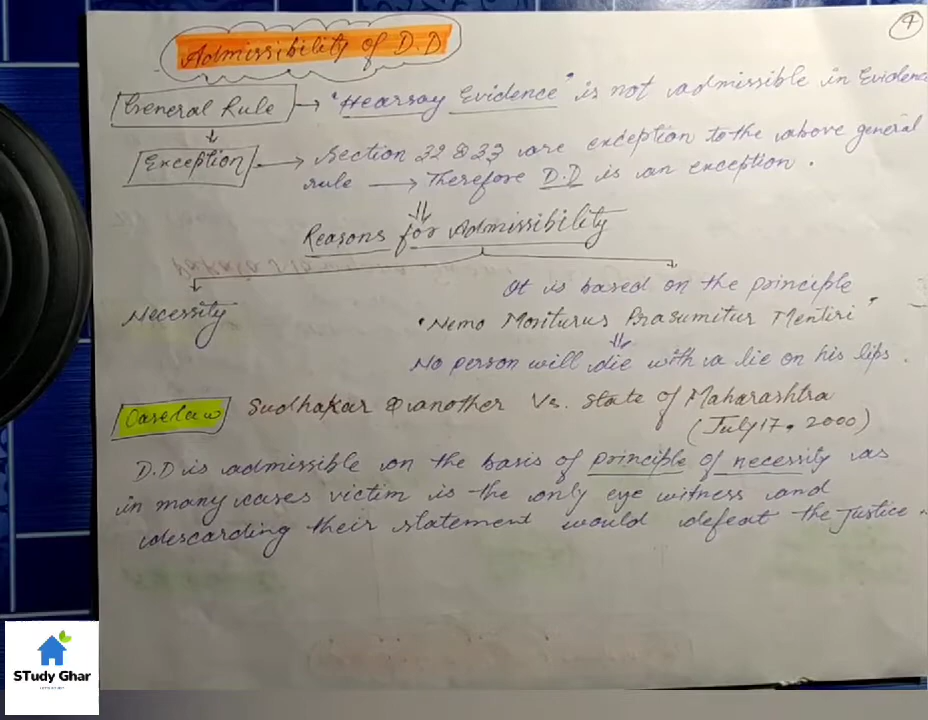 4
Admissibility of D.D
General Rule → "Hearsay Evidence" is not admissible in Evidence
Exception → Section 32 & 33 are exception to the above general
rule → Therefore D.D is an exception.
Reasons for Admissibility
Necessity
It is based on the principle
"Nemo Moriturus Prasumitur Mentiri"
No person will die with a lie on his lips.
Caselaw Sudhakar & another Vs. State of Maharashtra
(July 17, 2000)
D.D is admissible on the basis of principle of necessity as
in many cases victim is the only eye witness and
descarding their statement would defeat the Justice.
STudy Ghar